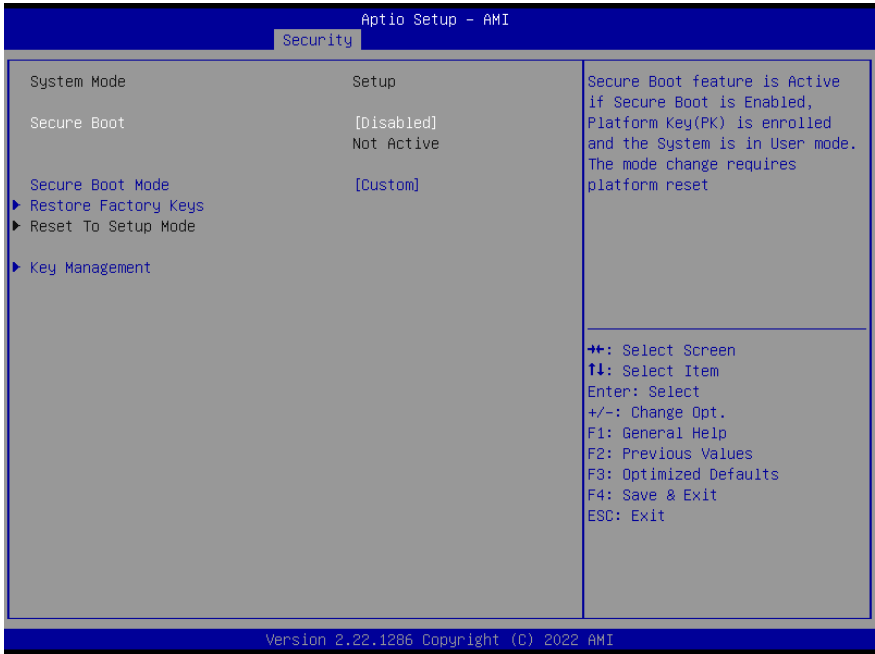 Aptio Setup – AMI
Security
System Mode Setup
Secure Boot [Disabled]
Not Active
Secure Boot Mode [Custom]
▶ Restore Factory Keys
▶ Reset To Setup Mode
▶ Key Management
Secure Boot feature is Active
if Secure Boot is Enabled,
Platform Key(PK) is enrolled
and the System is in User mode.
The mode change requires
platform reset
→←: Select Screen
↑↓: Select Item
Enter: Select
+/-: Change Opt.
F1: General Help
F2: Previous Values
F3: Optimized Defaults
F4: Save & Exit
ESC: Exit
Version 2.22.1286 Copyright (C) 2022 AMI